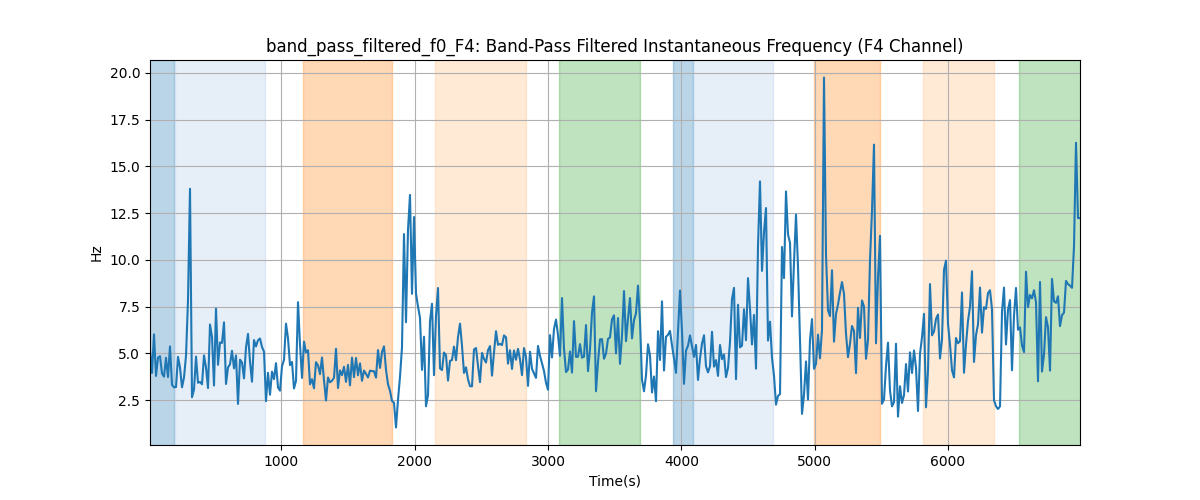 band_pass_filtered_f0_F4: Band-Pass Filtered Instantaneous Frequency (F4 Channel)
20.0
17.5
15.0
12.5
10.0
7.5
5.0
2.5
Hz
1000 2000 3000 4000 5000 6000
Time(s)